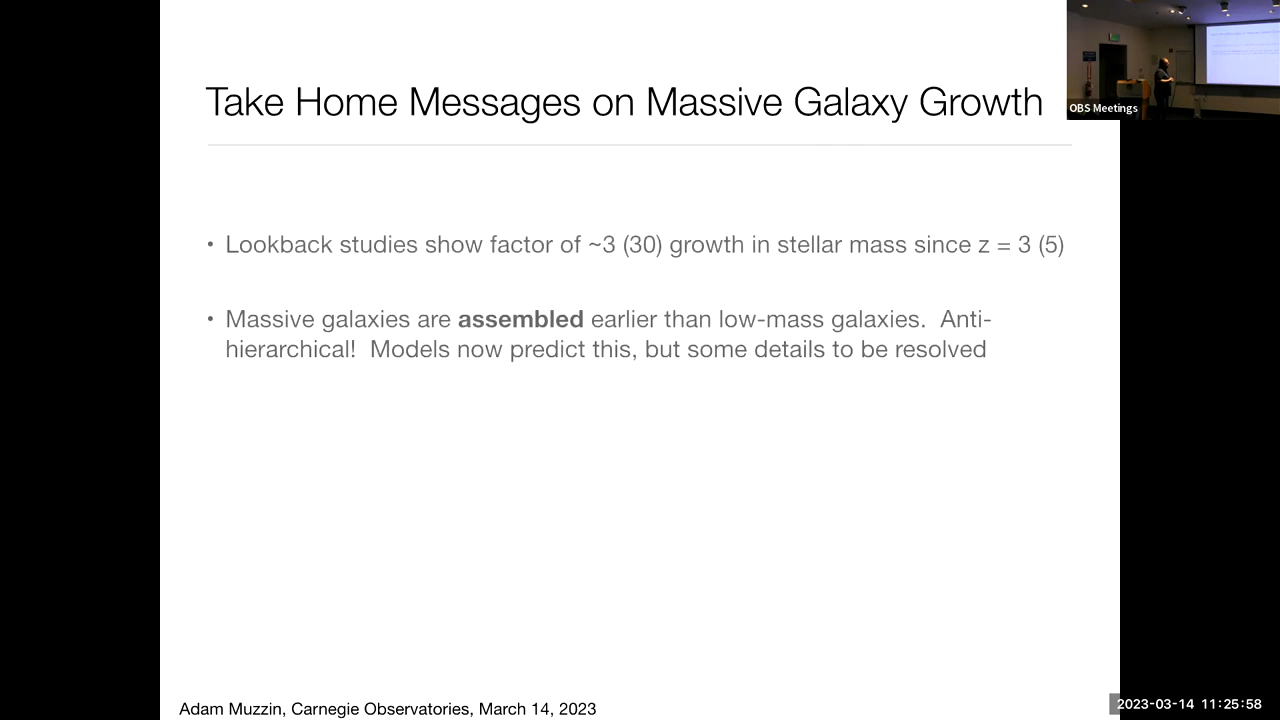 Take Home Messages on Massive Galaxy Growth
OBS Meetings
• Lookback studies show factor of ~3 (30) growth in stellar mass since z = 3 (5)
• Massive galaxies are assembled earlier than low-mass galaxies.  Anti-
hierarchical!  Models now predict this, but some details to be resolved
Adam Muzzin, Carnegie Observatories, March 14, 2023
2023-03-14 11:25:58